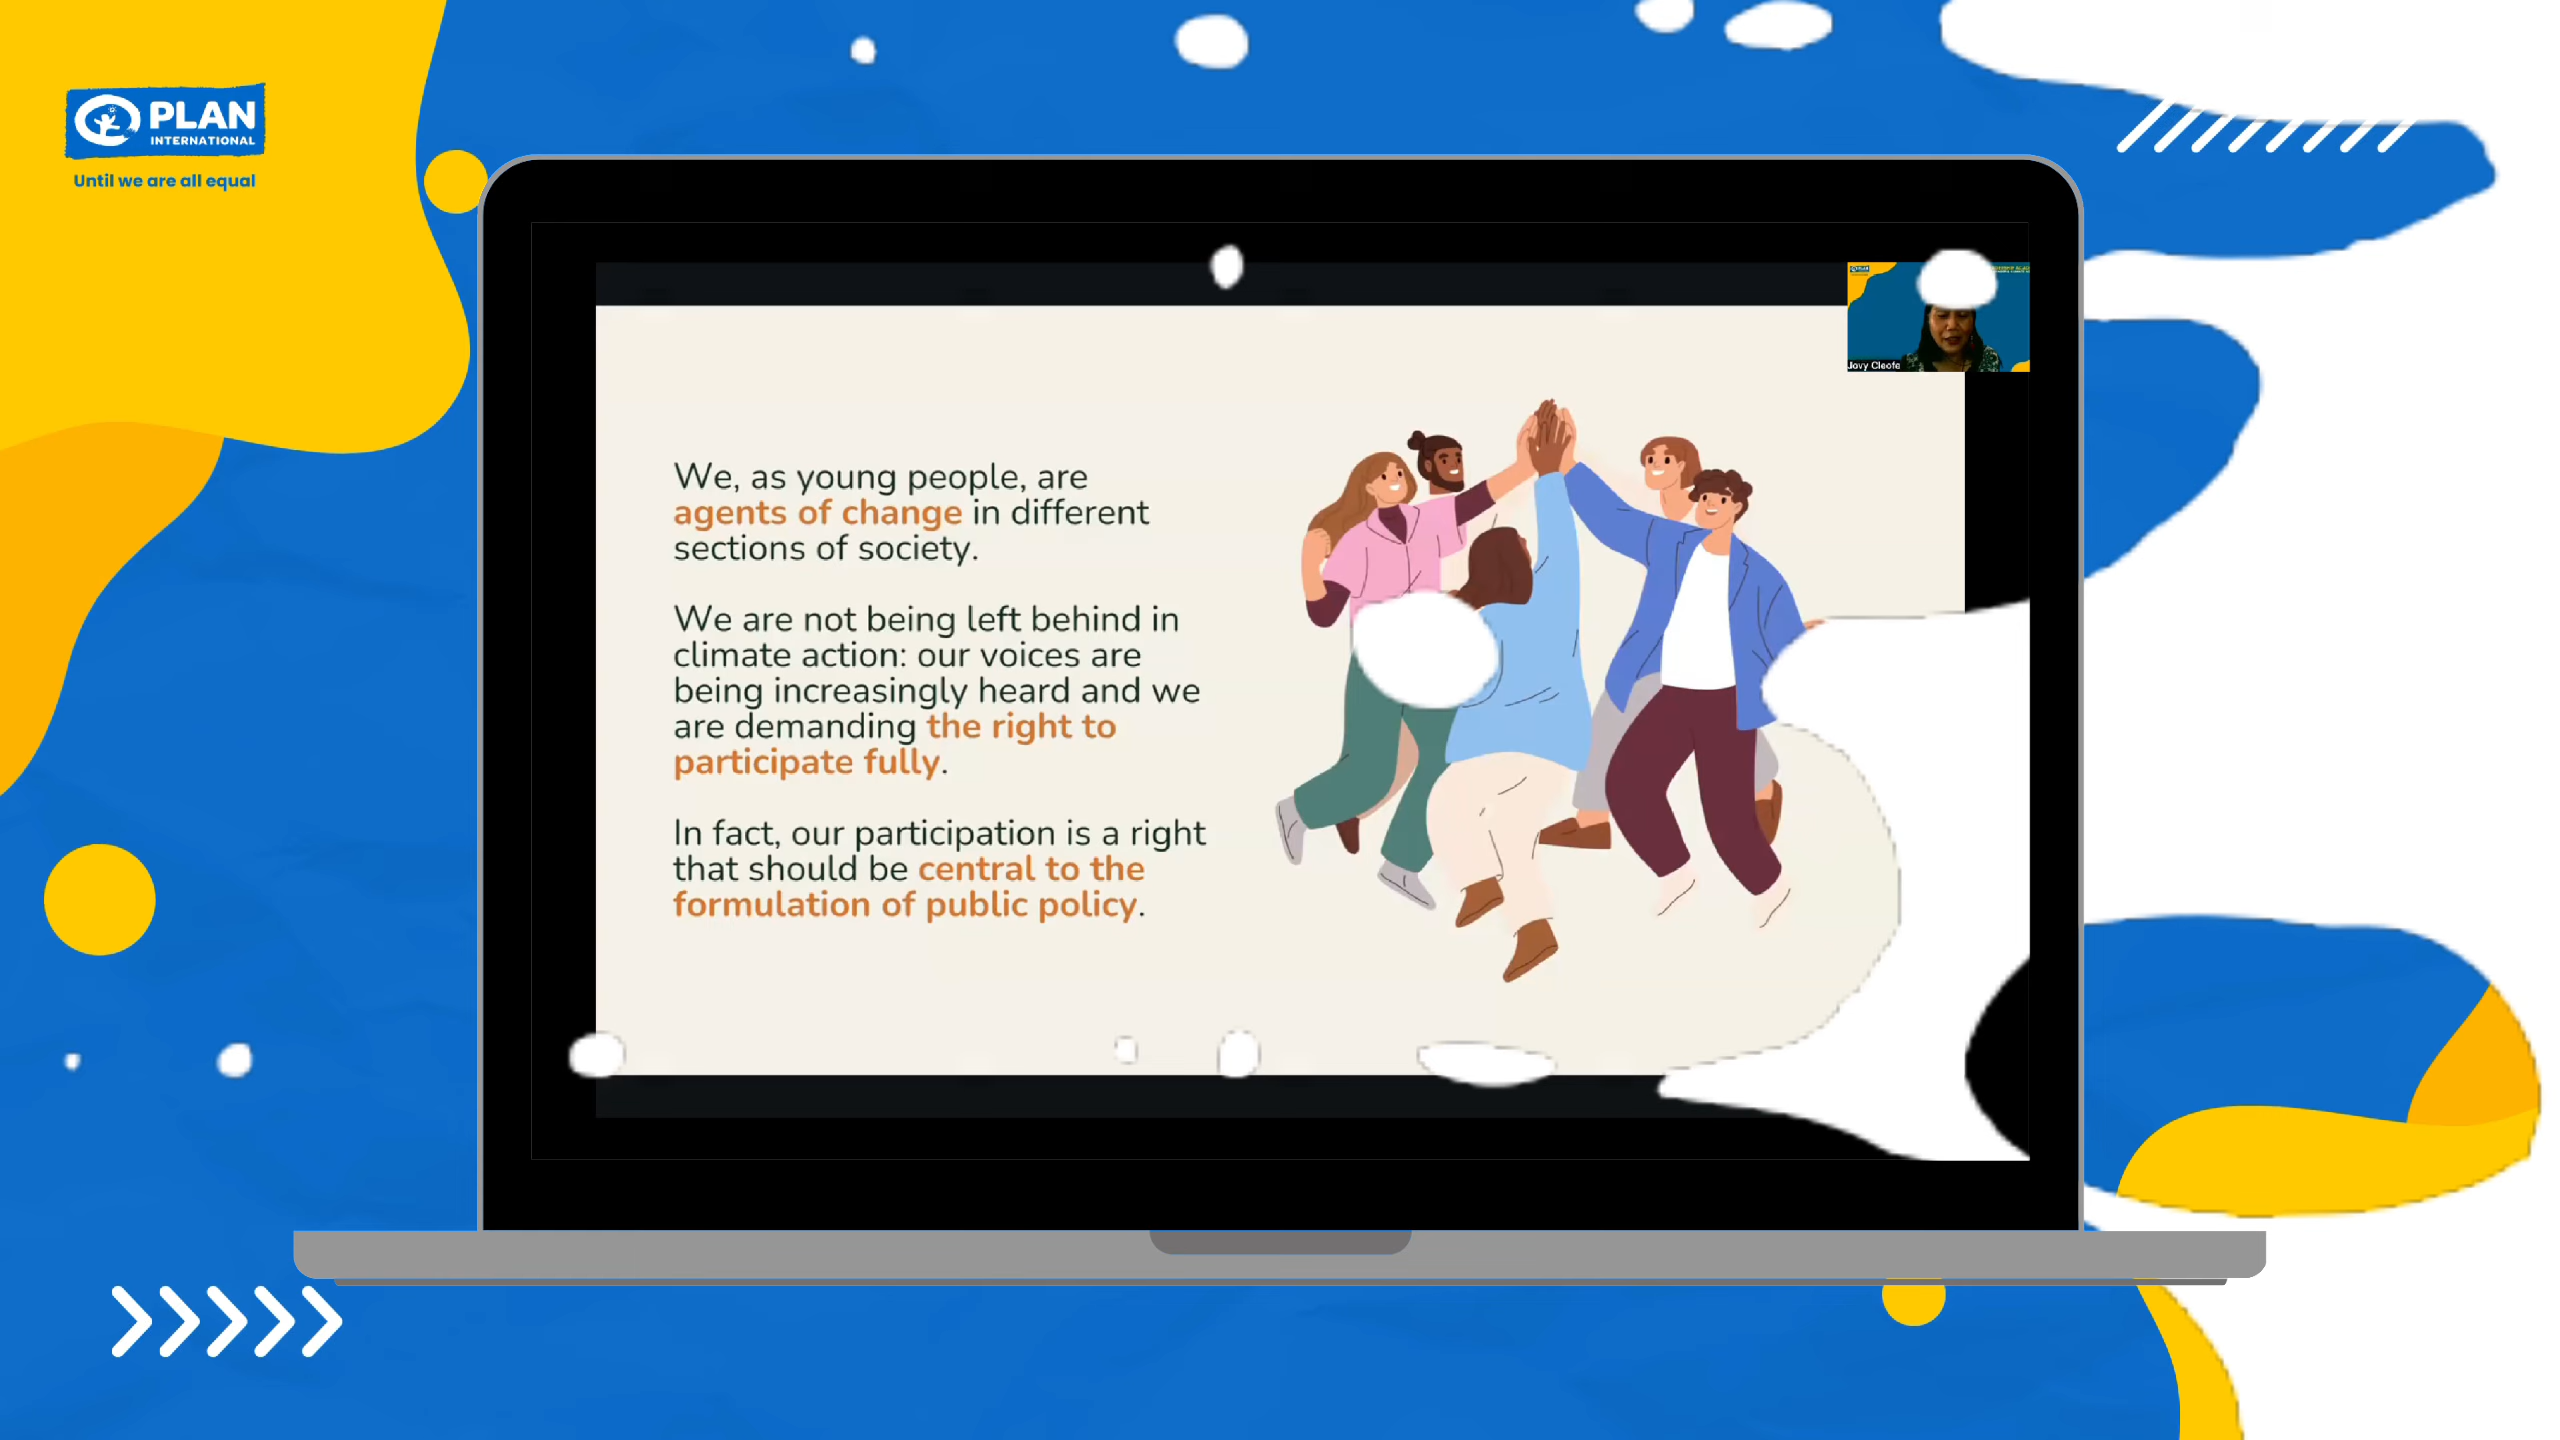 PLAN
INTERNATIONAL
Until we are all equal
Jovy Cleofe
We, as young people, are
agents of change in different
sections of society.
We are not being left behind in
climate action: our voices are
being increasingly heard and we
are demanding the right to
participate fully.
In fact, our participation is a right
that should be central to the
formulation of public policy.